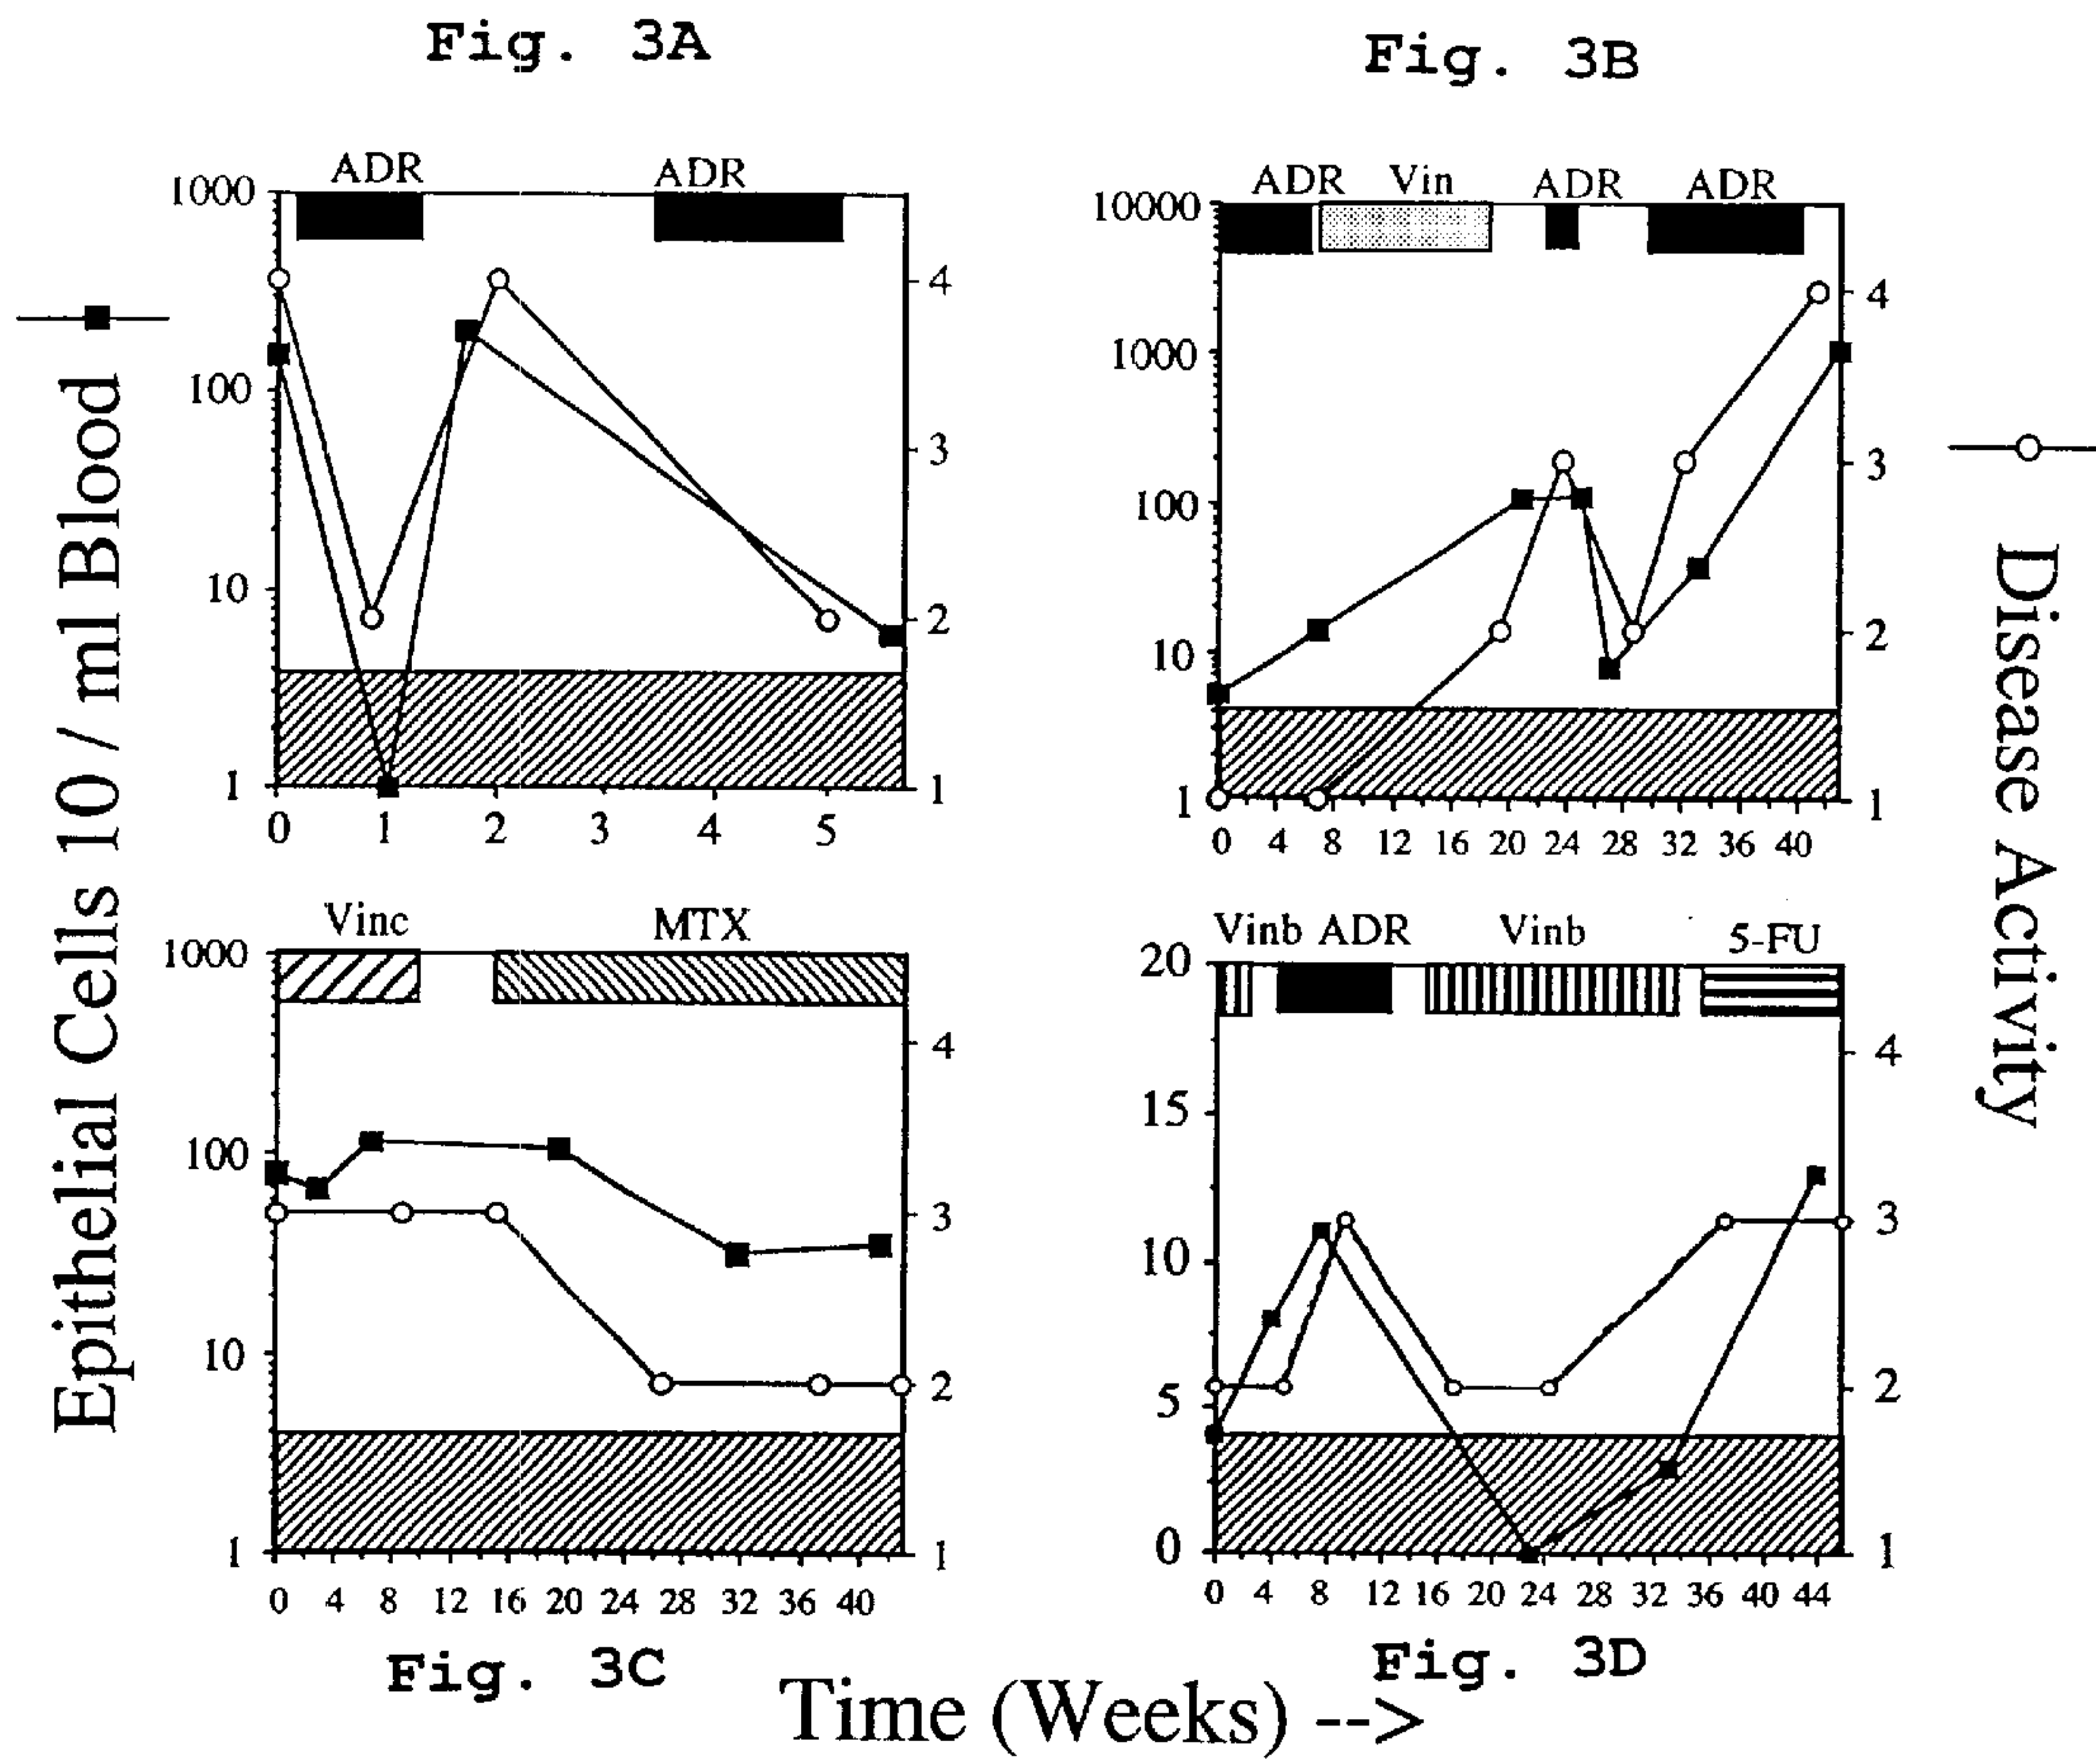 Fig. 3A
Fig. 3B
ADR ADR
1000
100
10
1
4
3
2
1
0 1 2 3 4 5
ADR Vin ADR ADR
10000
1000
100
10
1
4
3
2
1
0 4 8 12 16 20 24 28 32 36 40
Epithelial Cells 10 / ml Blood
Disease Activity
Vinc MTX
1000
100
10
1
4
3
2
1
0 4 8 12 16 20 24 28 32 36 40
Vinb ADR Vinb 5-FU
20
15
10
5
0
4
3
2
1
0 4 8 12 16 20 24 28 32 36 40 44
Fig. 3C
Fig. 3D
Time (Weeks) -->